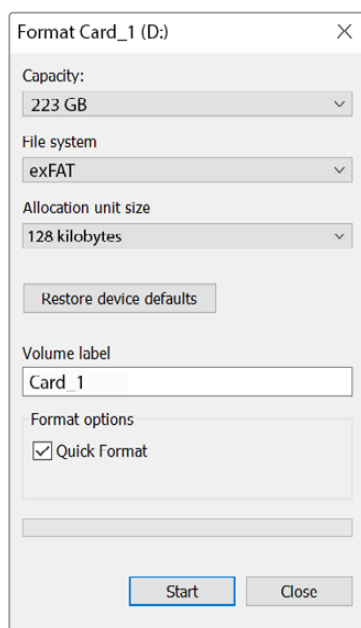 Format Card_1 (D:)
Capacity:
223 GB
File system
exFAT
Allocation unit size
128 kilobytes
Restore device defaults
Volume label
Card_1
Format options
Quick Format
Start
Close